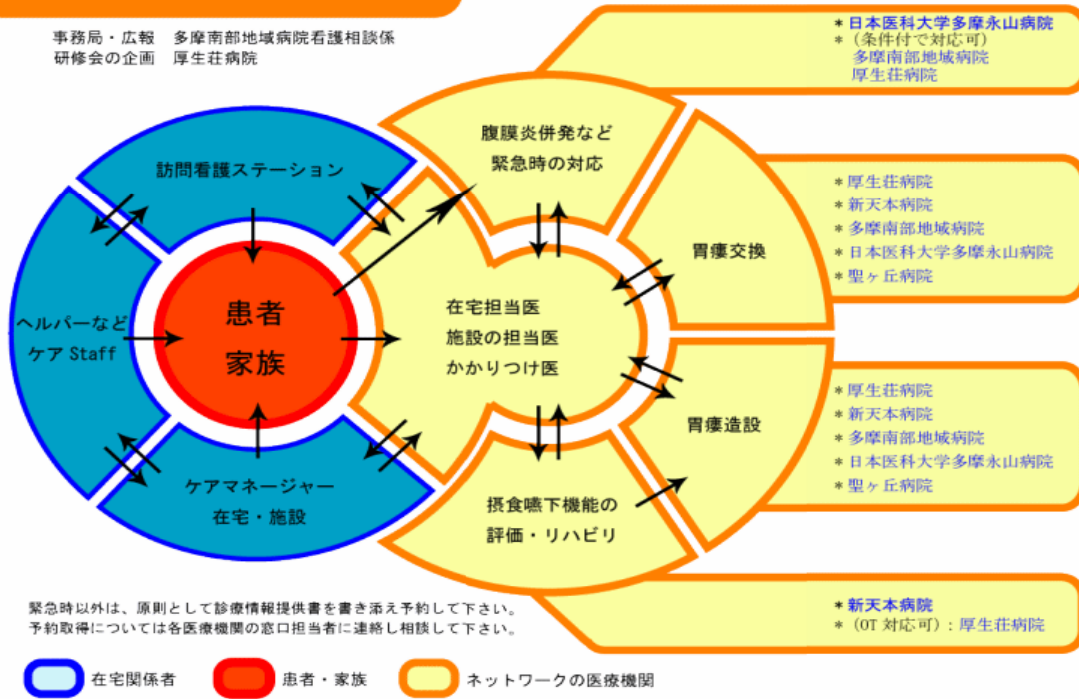 事務局・広報　多摩南部地域病院看護相談係
研修会の企画　厚生荘病院
* 日本医科大学多摩永山病院
* (条件付で対応可)
多摩南部地域病院
厚生荘病院
腹膜炎併発など
緊急時の対応
訪問看護ステーション
* 厚生荘病院
* 新天本病院
* 多摩南部地域病院
* 日本医科大学多摩永山病院
* 聖ヶ丘病院
胃瘻交換
患者
家族
ヘルパーなど
ケア Staff
在宅担当医
施設の担当医
かかりつけ医
* 厚生荘病院
* 新天本病院
* 多摩南部地域病院
* 日本医科大学多摩永山病院
* 聖ヶ丘病院
胃瘻造設
ケアマネージャー
在宅・施設
摂食嚥下機能の
評価・リハビリ
緊急時以外は、原則として診療情報提供書を書き添え予約して下さい。
予約取得については各医療機関の窓口担当者に連絡し相談して下さい。
* 新天本病院
* (OT 対応可) : 厚生荘病院
在宅関係者
患者・家族
ネットワークの医療機関